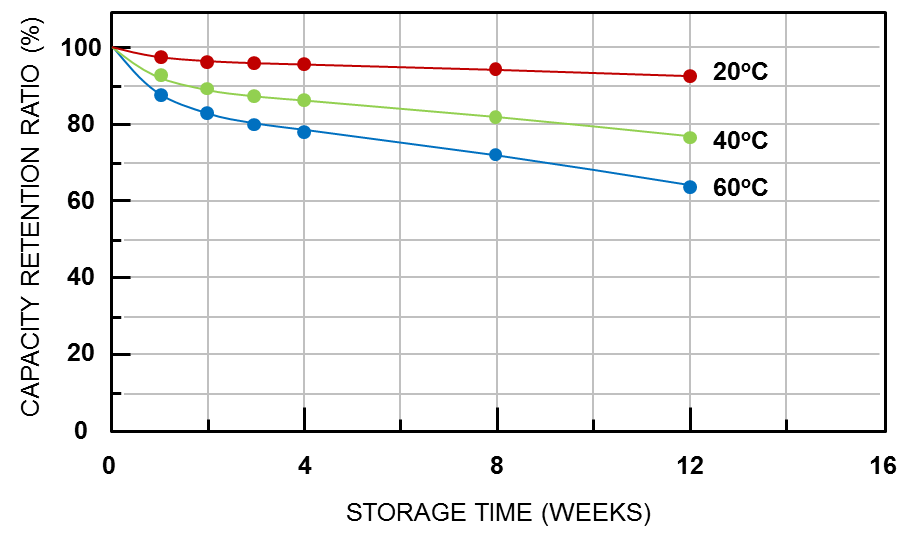 CAPACITY RETENTION RATIO (%)
100
80
60
40
20
0
20°C
40°C
60°C
0 4 8 12 16
STORAGE TIME (WEEKS)